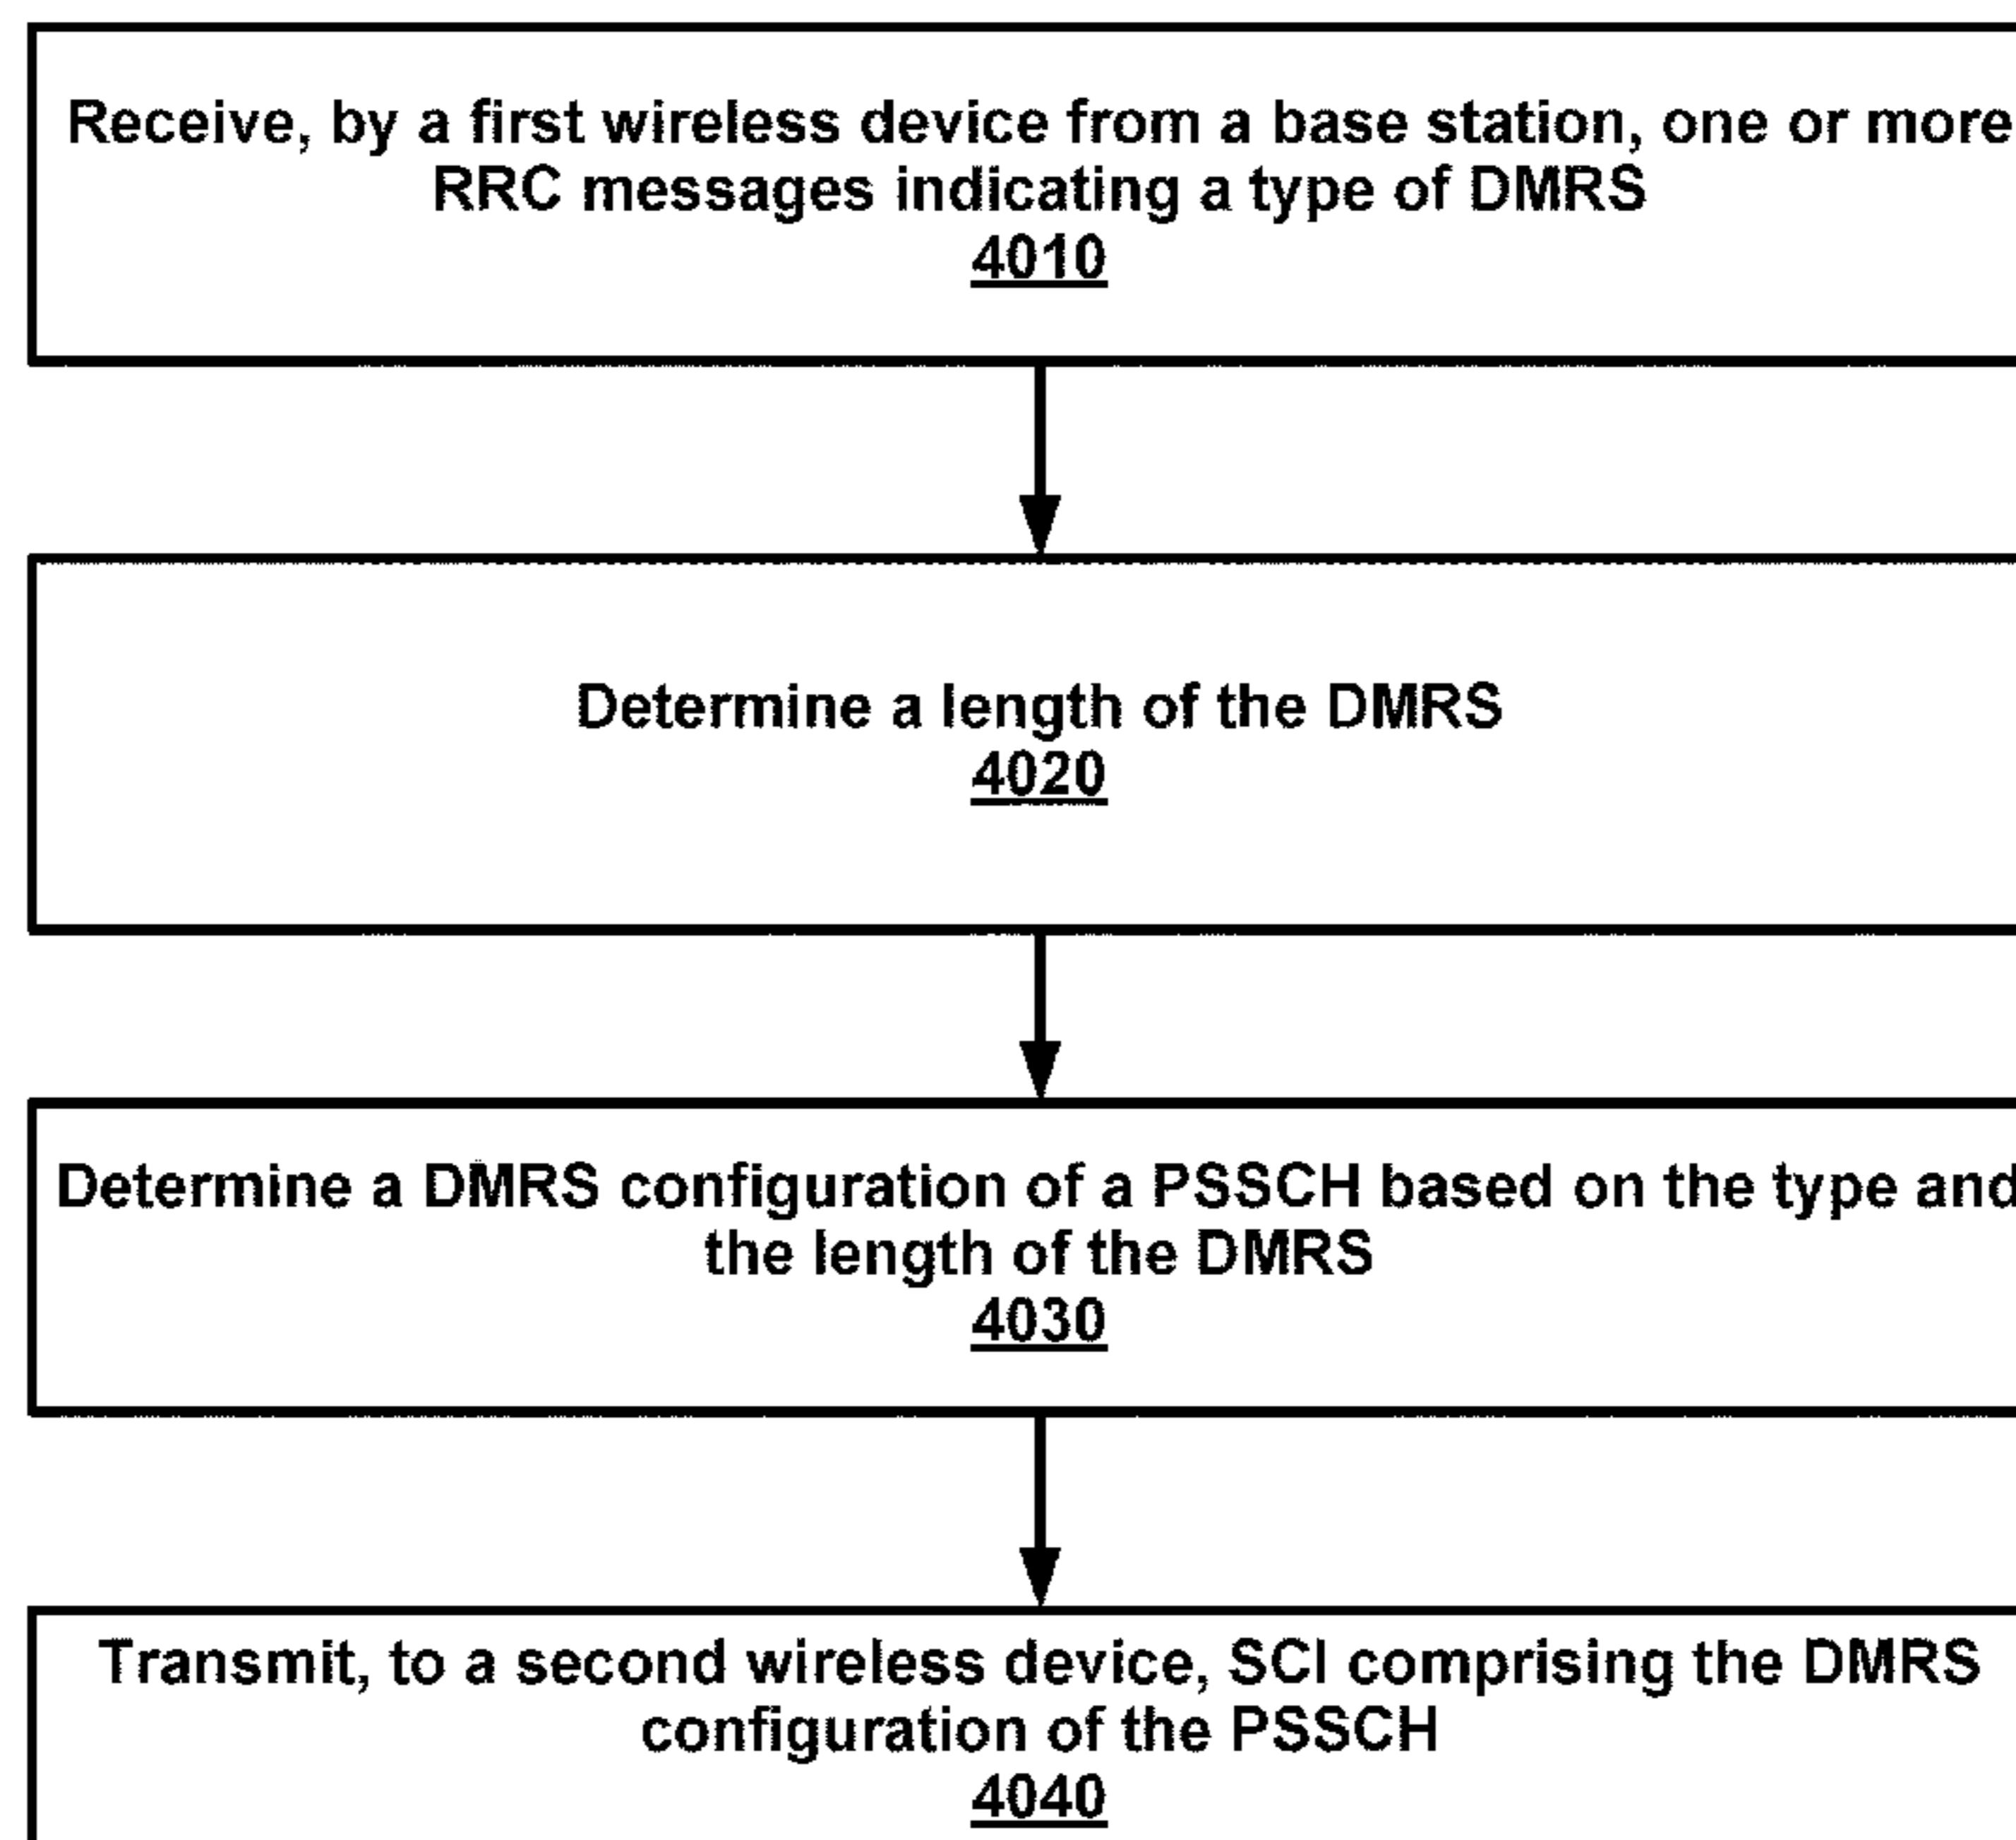 Receive, by a first wireless device from a base station, one or more
RRC messages indicating a type of DMRS
4010
Determine a length of the DMRS
4020
Determine a DMRS configuration of a PSSCH based on the type and
the length of the DMRS
4030
Transmit, to a second wireless device, SCI comprising the DMRS
configuration of the PSSCH
4040